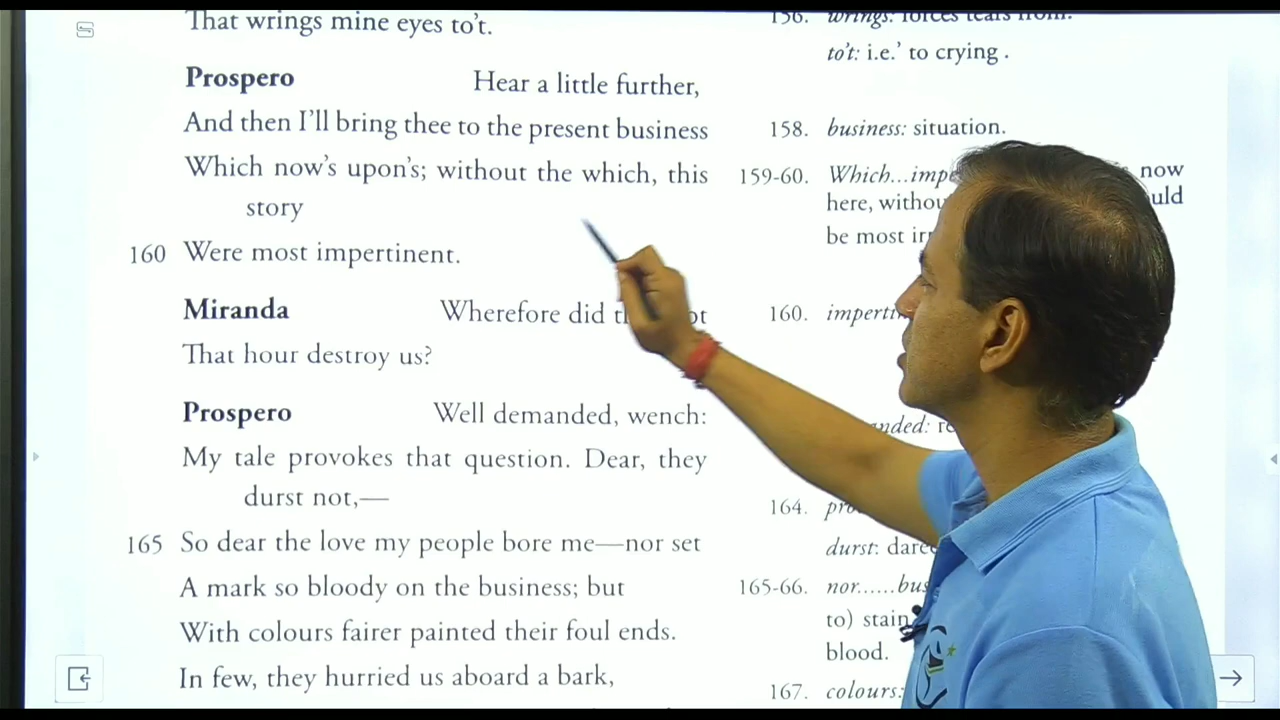 That wrings mine eyes to't.
Prospero Hear a little further,
And then I'll bring thee to the present business
Which now's upon's; without the which, this
story
160 Were most impertinent.
Miranda Wherefore did
That hour destroy us?
Prospero Well demanded, wench:
My tale provokes that question. Dear, they
durst not,—
165 So dear the love my people bore me—nor set
A mark so bloody on the business; but
With colours fairer painted their foul ends.
In few, they hurried us aboard a bark,
156. wrings: forces tears from.
to't: i.e.' to crying .
158. business: situation.
159-60. Which...impe now
here, withou uld
be most ir
160. imperti
nded: re
164. pro
durst: dare
165-66. nor......bus
to) stain
blood.
167. colours: